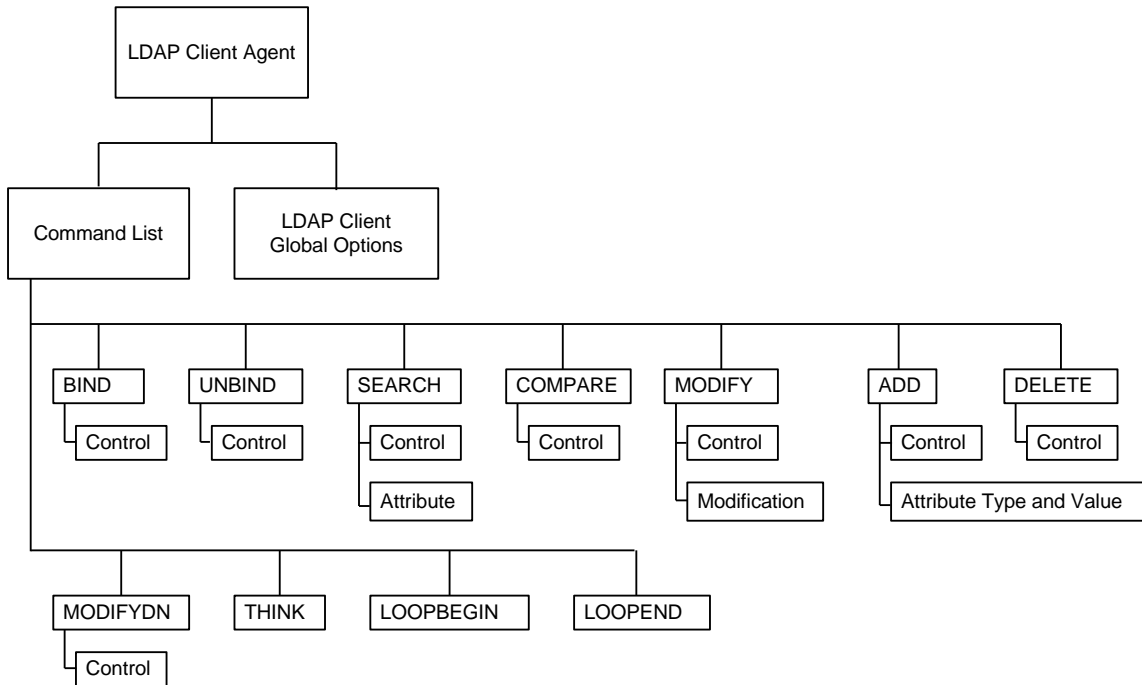 LDAP Client Agent
Command List
LDAP Client
Global Options
BIND
UNBIND
SEARCH
COMPARE
MODIFY
ADD
DELETE
Control
Control
Control
Control
Control
Control
Control
Attribute
Modification
Attribute Type and Value
MODIFYDN
THINK
LOOPBEGIN
LOOPEND
Control